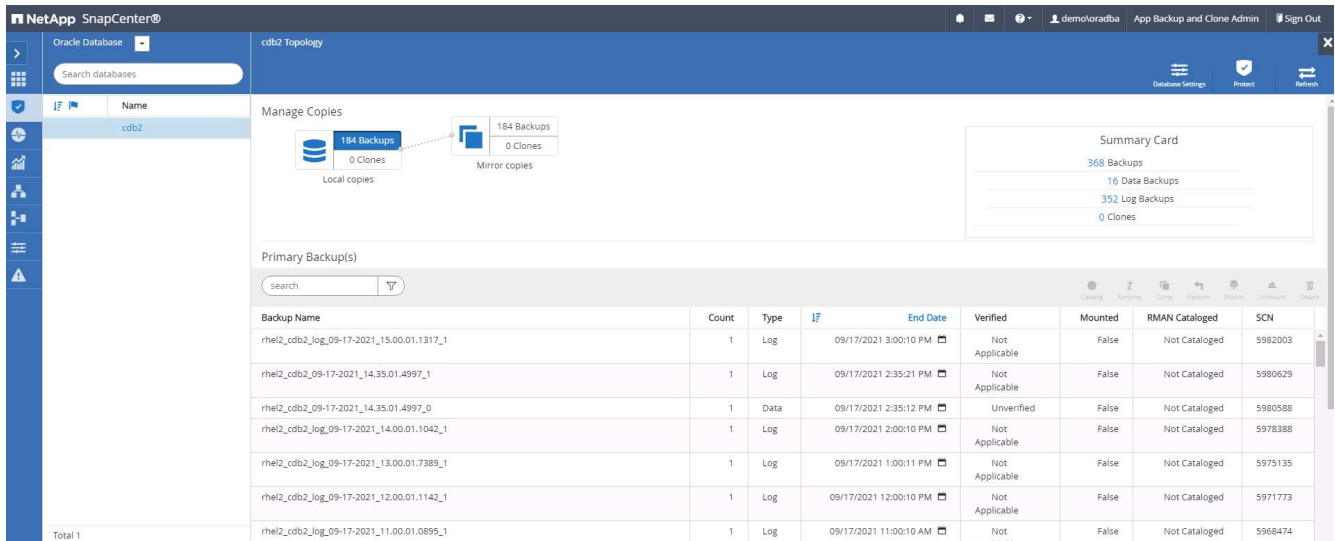 NetApp SnapCenter®
demo\oradba App Backup and Clone Admin Sign Out
Oracle Database
Search databases
Name
cdb2
Total 1
cdb2 Topology
Database Settings Protect Refresh
Manage Copies
184 Backups
0 Clones
Local copies
184 Backups
0 Clones
Mirror copies
Summary Card
368 Backups
16 Data Backups
352 Log Backups
0 Clones
Primary Backup(s)
search
Catalog Rename Clone Restore Mount Unmount Delete
Backup Name Count Type End Date Verified Mounted RMAN Cataloged SCN
rhel2_cdb2_log_09-17-2021_15.00.01.1317_1 1 Log 09/17/2021 3:00:10 PM Not Applicable False Not Cataloged 5982003
rhel2_cdb2_09-17-2021_14.35.01.4997_1 1 Log 09/17/2021 2:35:21 PM Not Applicable False Not Cataloged 5980629
rhel2_cdb2_09-17-2021_14.35.01.4997_0 1 Data 09/17/2021 2:35:12 PM Unverified False Not Cataloged 5980588
rhel2_cdb2_log_09-17-2021_14.00.01.1042_1 1 Log 09/17/2021 2:00:10 PM Not Applicable False Not Cataloged 5978388
rhel2_cdb2_log_09-17-2021_13.00.01.7389_1 1 Log 09/17/2021 1:00:11 PM Not Applicable False Not Cataloged 5975135
rhel2_cdb2_log_09-17-2021_12.00.01.1142_1 1 Log 09/17/2021 12:00:10 PM Not Applicable False Not Cataloged 5971773
rhel2_cdb2_log_09-17-2021_11.00.01.0895_1 1 Log 09/17/2021 11:00:10 AM Not False Not Cataloged 5968474